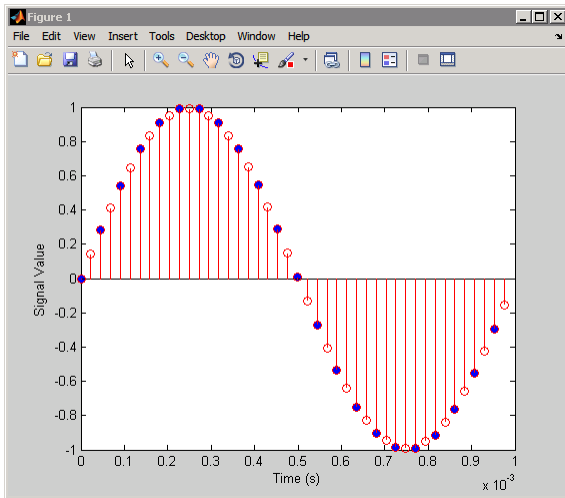 Figure 1
File Edit View Insert Tools Desktop Window Help
1
0.8
0.6
0.4
0.2
0
-0.2
-0.4
-0.6
-0.8
-1
Signal Value
0 0.1 0.2 0.3 0.4 0.5 0.6 0.7 0.8 0.9 1
Time (s)
x 10^-3